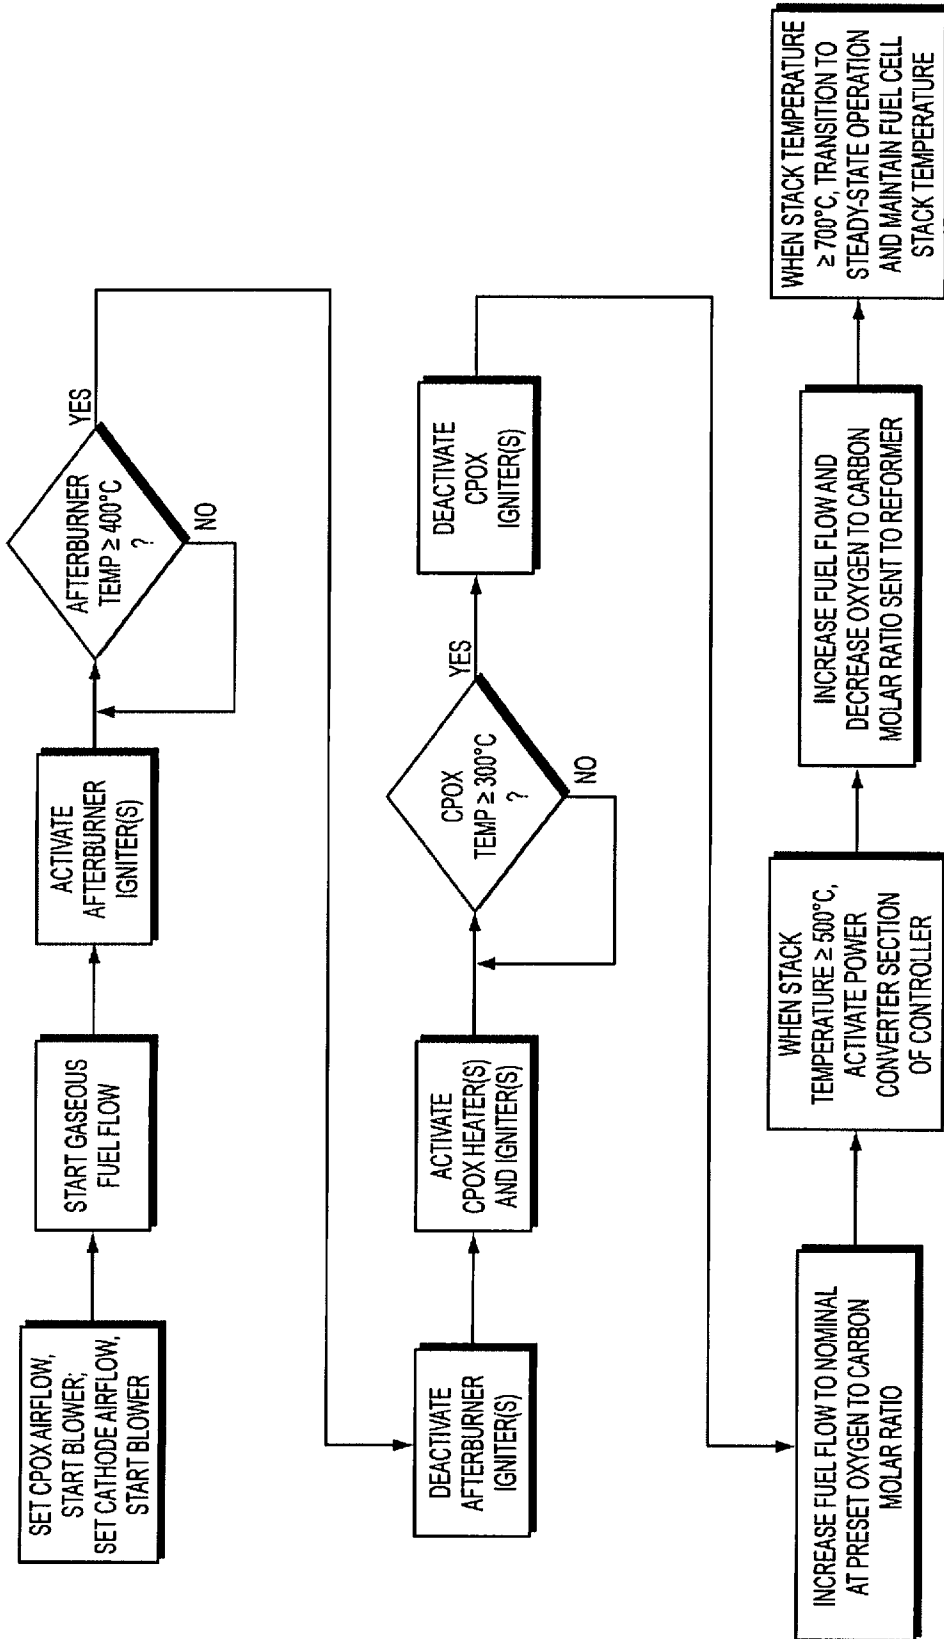 SET CPOX AIRFLOW,
START BLOWER;
SET CATHODE AIRFLOW,
START BLOWER
START GASEOUS
FUEL FLOW
ACTIVATE
AFTERBURNER
IGNITER(S)
AFTERBURNER
TEMP ≥ 400°C
?
YES
NO
DEACTIVATE
AFTERBURNER
IGNITER(S)
ACTIVATE
CPOX HEATER(S)
AND IGNITER(S)
CPOX
TEMP ≥ 300°C
?
YES
NO
DEACTIVATE
CPOX
IGNITER(S)
INCREASE FUEL FLOW TO NOMINAL
AT PRESET OXYGEN TO CARBON
MOLAR RATIO
WHEN STACK
TEMPERATURE ≥ 500°C,
ACTIVATE POWER
CONVERTER SECTION
OF CONTROLLER
INCREASE FUEL FLOW AND
DECREASE OXYGEN TO CARBON
MOLAR RATIO SENT TO REFORMER
WHEN STACK TEMPERATURE
≥ 700°C, TRANSITION TO
STEADY-STATE OPERATION
AND MAINTAIN FUEL CELL
STACK TEMPERATURE